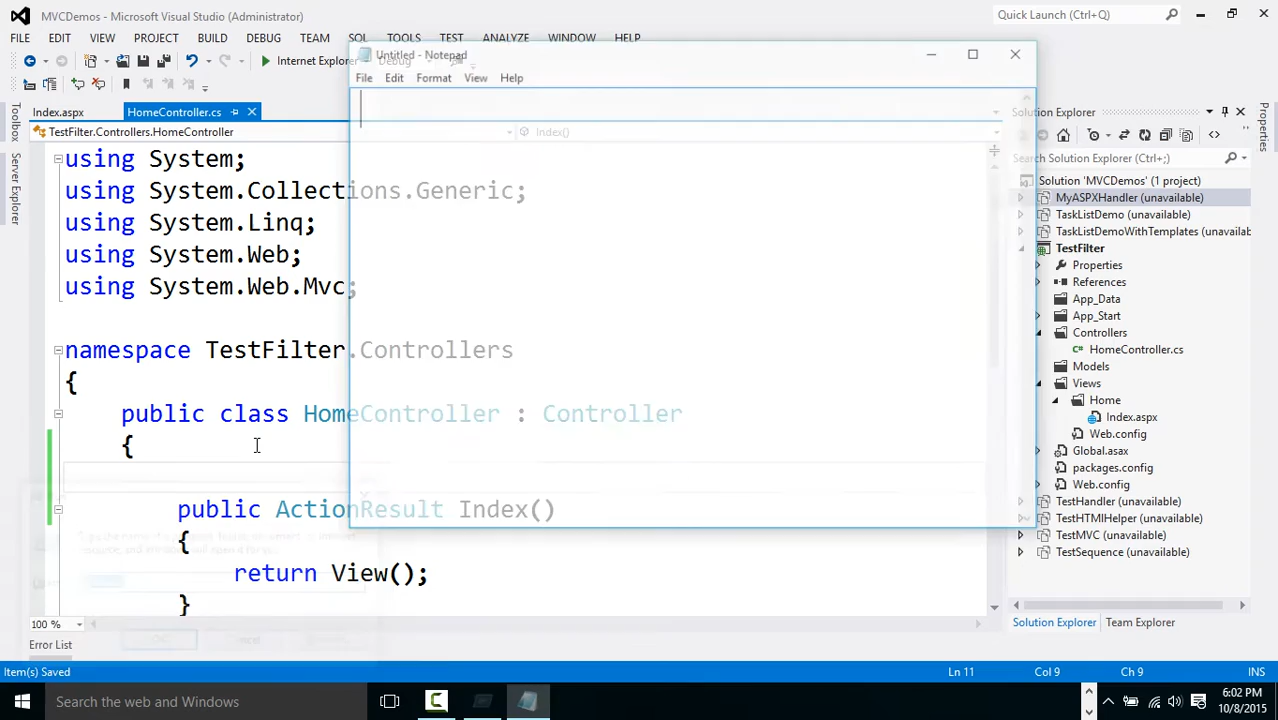 MVCDemos - Microsoft Visual Studio (Administrator)
Quick Launch (Ctrl+Q)
FILE EDIT VIEW PROJECT BUILD DEBUG TEAM SQL TOOLS TEST ANALYZE WINDOW HELP
Untitled - Notepad
Internet Explorer
Debug
File Edit Format View Help
Index.aspx
HomeController.cs
TestFilter.Controllers.HomeController
Index()
Toolbox
Server Explorer
using System;
using System.Collections.Generic;
using System.Linq;
using System.Web;
using System.Web.Mvc;
namespace TestFilter.Controllers
{
public class HomeController : Controller
{
public ActionResult Index()
{
return View();
}
100 %
Error List
Solution Explorer
Search Solution Explorer (Ctrl+;)
Solution 'MVCDemos' (1 project)
MyASPXHandler (unavailable)
TaskListDemo (unavailable)
TaskListDemoWithTemplates (unavailabl
TestFilter
Properties
References
App_Data
App_Start
Controllers
HomeController.cs
Models
Views
Home
Index.aspx
Web.config
Global.asax
packages.config
Web.config
TestHandler (unavailable)
TestHTMLHelper (unavailable)
TestMVC (unavailable)
TestSequence (unavailable)
Solution Explorer Team Explorer
Item(s) Saved
Ln 11
Col 9
Ch 9
INS
Search the web and Windows
6:02 PM
10/8/2015